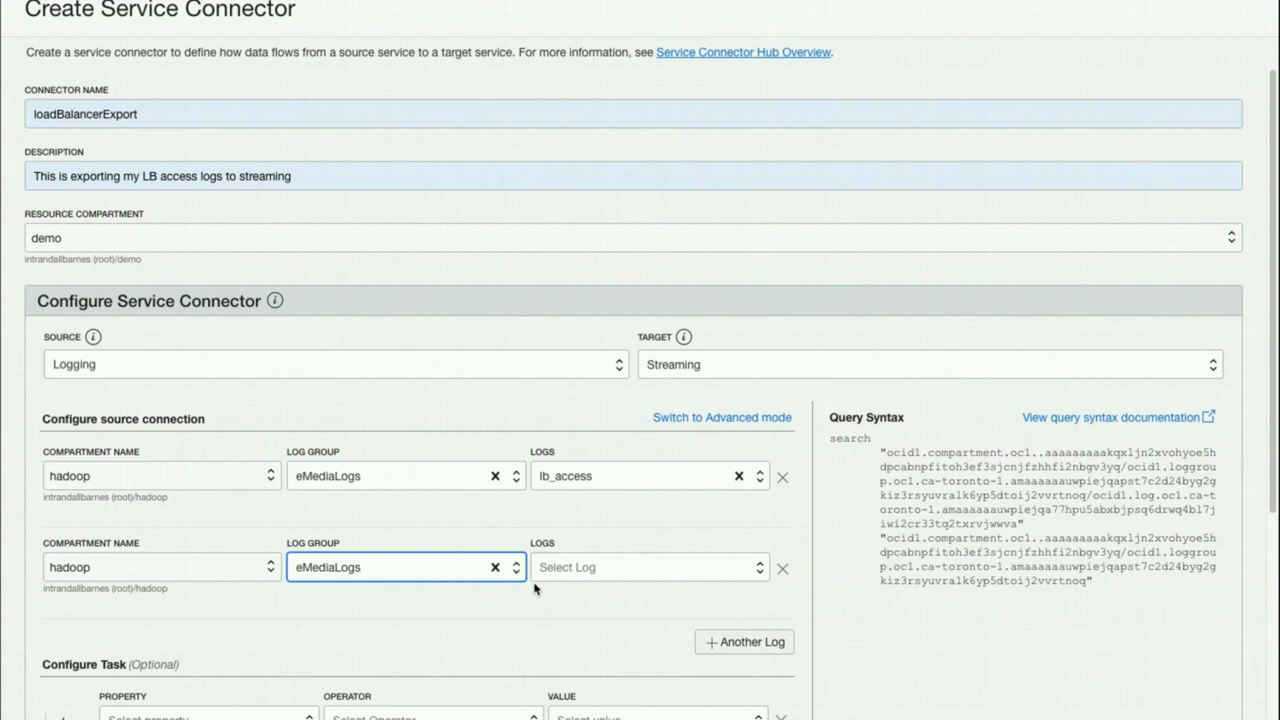 Create Service Connector
Create a service connector to define how data flows from a source service to a target service. For more information, see Service Connector Hub Overview.
CONNECTOR NAME
loadBalancerExport
DESCRIPTION
This is exporting my LB access logs to streaming
RESOURCE COMPARTMENT
demo
intrandallbarnes (root)/demo
Configure Service Connector
SOURCE
TARGET
Logging
Streaming
Configure source connection
Switch to Advanced mode
COMPARTMENT NAME
LOG GROUP
LOGS
hadoop
eMediaLogs
lb_access
intrandallbarnes (root)/hadoop
COMPARTMENT NAME
LOG GROUP
LOGS
hadoop
eMediaLogs
Select Log
intrandallbarnes (root)/hadoop
+ Another Log
Query Syntax
View query syntax documentation
search
"ocid1.compartment.oc1..aaaaaaaaakqxljn2xvohyoe5h
dpcabnpfitoh3ef3sjcnjfzhhfi2nbgv3yq/ocid1.loggrou
p.oc1.ca-toronto-1.amaaaaaauwpiejqapst7c2d24byg2g
kiz3rsyuvralk6yp5dtoij2vvrtnoq/ocid1.log.oc1.ca-t
oronto-1.amaaaaaauwpiejqa77hpu5abxbjpsq6drwq4bl7j
iwi2cr33tq2txrvjwwva"
"ocid1.compartment.oc1..aaaaaaaaakqxljn2xvohyoe5h
dpcabnpfitoh3ef3sjcnjfzhhfi2nbgv3yq/ocid1.loggrou
p.oc1.ca-toronto-1.amaaaaaauwpiejqapst7c2d24byg2g
kiz3rsyuvralk6yp5dtoij2vvrtnoq"
Configure Task (Optional)
PROPERTY
OPERATOR
VALUE
Select property
Select Operator
Select value